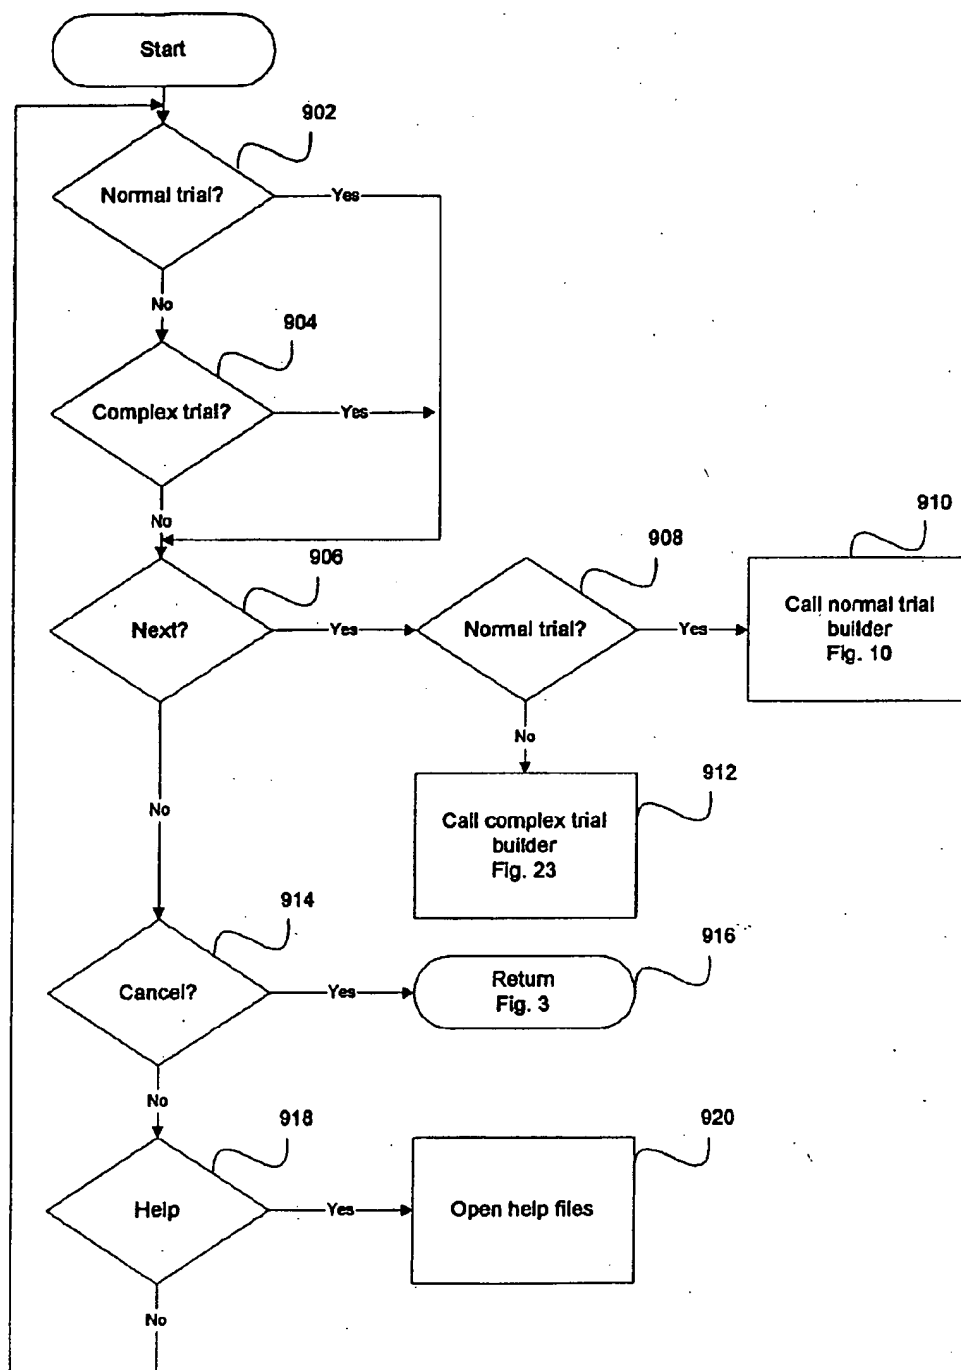 Start
902
Normal trial?
Yes
No
904
Complex trial?
Yes
No
906
Next?
Yes
908
Normal trial?
Yes
910
Call normal trial
builder
Fig. 10
No
912
Call complex trial
builder
Fig. 23
No
914
Cancel?
Yes
916
Return
Fig. 3
No
918
Help
Yes
920
Open help files
No